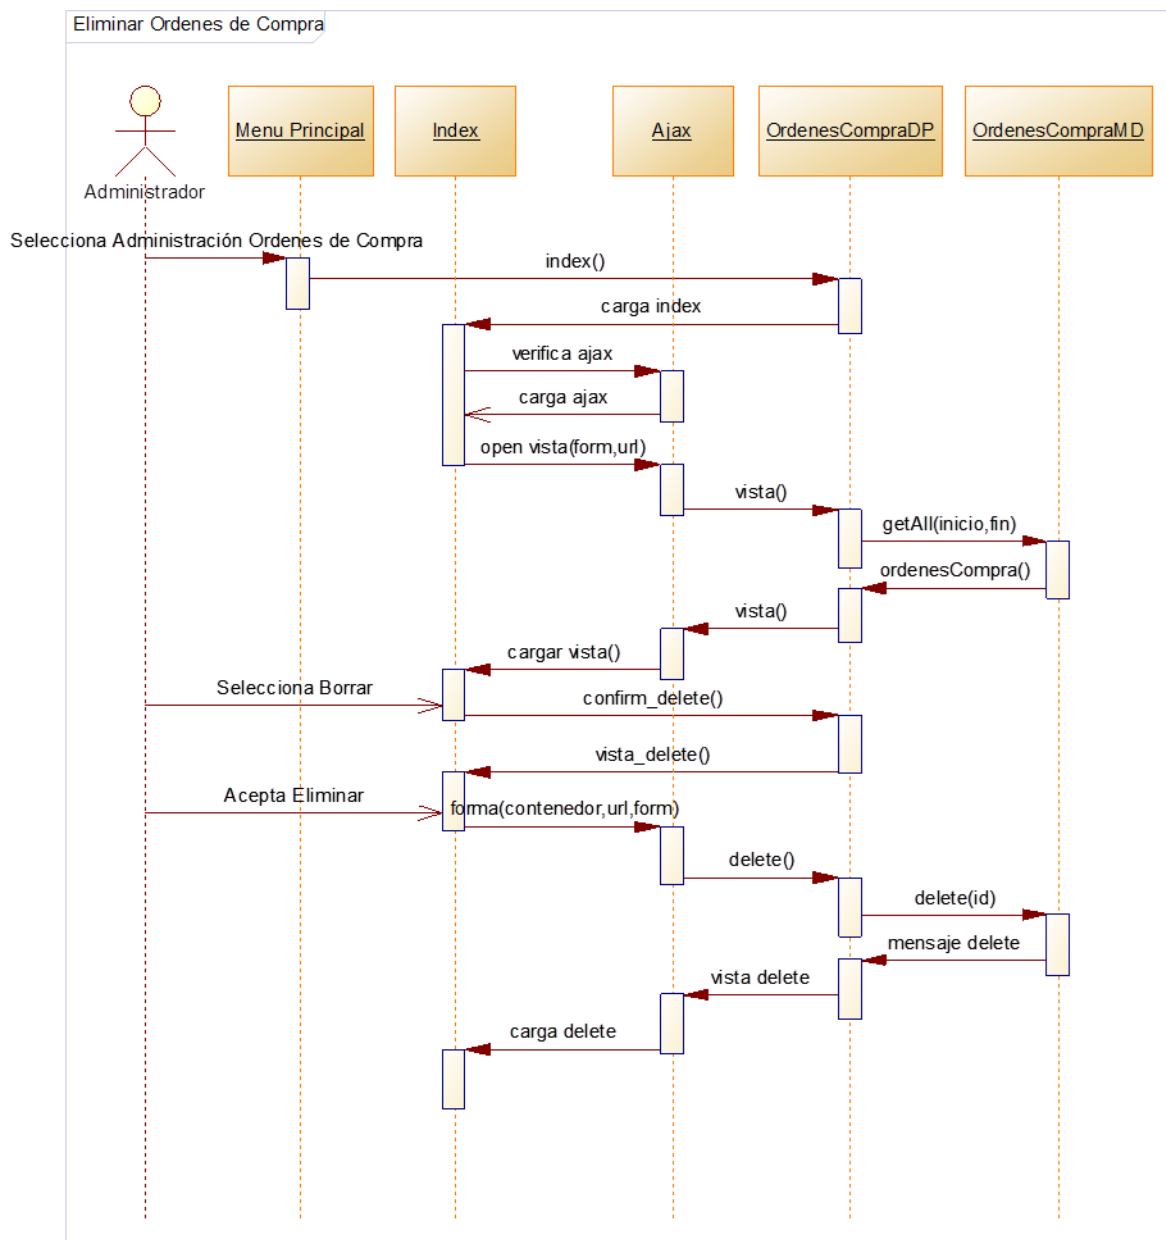 Eliminar Ordenes de Compra
Administrador
Menu Principal
Index
Ajax
OrdenesCompraDP
OrdenesCompraMD
Selecciona Administración Ordenes de Compra
index()
carga index
verifica ajax
carga ajax
open vista(form,url)
vista()
getAll(inicio,fin)
ordenesCompra()
vista()
cargar vista()
Selecciona Borrar
confirm_delete()
vista_delete()
Acepta Eliminar
forma(contenedor,url,form)
delete()
delete(id)
mensaje delete
vista delete
carga delete